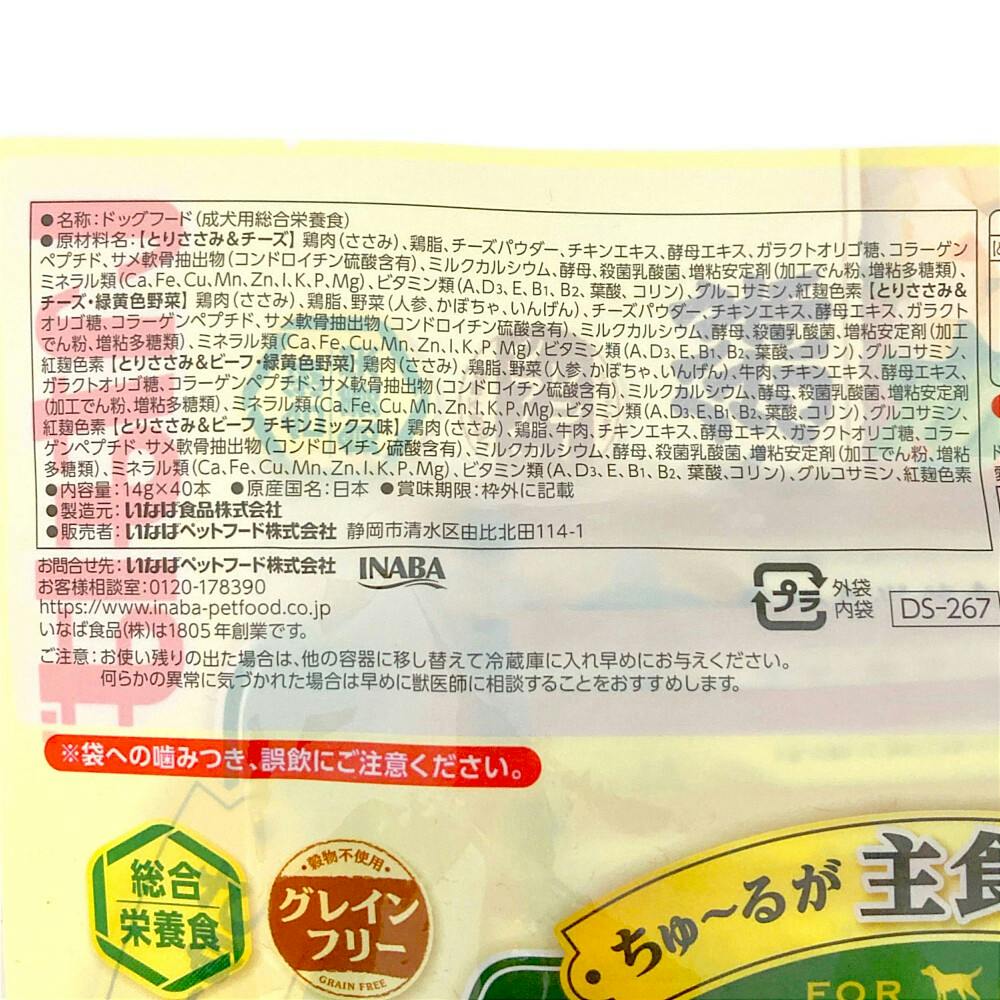 ●名称:ドッグフード(成犬用総合栄養食)
●原材料名:【とりささみ&チーズ】鶏肉(ささみ)、鶏脂、チーズパウダー、チキンエキス、酵母エキス、ガラクトオリゴ糖、コラーゲン
ペプチド、サメ軟骨抽出物(コンドロイチン硫酸含有)、ミルクカルシウム、酵母、殺菌乳酸菌、増粘安定剤(加工でん粉、増粘多糖類)、
ミネラル類(Ca、Fe、Cu、Mn、Zn、I、K、P、Mg)、ビタミン類(A、D3、E、B1、B2、葉酸、コリン)、グルコサミン、紅麹色素【とりささみ&
チーズ・緑黄色野菜】鶏肉(ささみ)、鶏脂、野菜(人参、かぼちゃ、いんげん)、チーズパウダー、チキンエキス、酵母エキス、ガラクト
オリゴ糖、コラーゲンペプチド、サメ軟骨抽出物(コンドロイチン硫酸含有)、ミルクカルシウム、酵母、殺菌乳酸菌、増粘安定剤(加工
でん粉、増粘多糖類)、ミネラル類(Ca、Fe、Cu、Mn、Zn、I、K、P、Mg)、ビタミン類(A、D3、E、B1、B2、葉酸、コリン)、グルコサミン、
紅麹色素【とりささみ&ビーフ・緑黄色野菜】鶏肉(ささみ)、鶏脂、野菜(人参、かぼちゃ、いんげん)、牛肉、チキンエキス、酵母エキス、
ガラクトオリゴ糖、コラーゲンペプチド、サメ軟骨抽出物(コンドロイチン硫酸含有)、ミルクカルシウム、酵母、殺菌乳酸菌、増粘安定剤
(加工でん粉、増粘多糖類)、ミネラル類(Ca、Fe、Cu、Mn、Zn、I、K、P、Mg)、ビタミン類(A、D3、E、B1、B2、葉酸、コリン)、グルコサミン、
紅麹色素【とりささみ&ビーフ チキンミックス味】鶏肉(ささみ)、鶏脂、牛肉、チキンエキス、酵母エキス、ガラクトオリゴ糖、コラー
ゲンペプチド、サメ軟骨抽出物(コンドロイチン硫酸含有)、ミルクカルシウム、酵母、殺菌乳酸菌、増粘安定剤(加工でん粉、増粘
多糖類)、ミネラル類(Ca、Fe、Cu、Mn、Zn、I、K、P、Mg)、ビタミン類(A、D3、E、B1、B2、葉酸、コリン)、グルコサミン、紅麹色素
●内容量:14g×40本 ●原産国名:日本 ●賞味期限:枠外に記載
●製造元:いなば食品株式会社
●販売者:いなばペットフード株式会社 静岡市清水区由比北田114-1
お問合せ先:いなばペットフード株式会社 INABA
お客様相談室:0120-178390
https://www.inaba-petfood.co.jp
いなば食品(株)は1805年創業です。
プラ 外袋
内袋
DS-267
ご注意:お使い残りの出た場合は、他の容器に移し替えて冷蔵庫に入れ早めにお与えください。
何らかの異常に気づかれた場合は早めに獣医師に相談することをおすすめします。
※袋への噛みつき、誤飲にご注意ください。
総合
栄養食
・穀物不使用・
グレイン
フリー
GRAIN FREE
ちゅ〜るが 主食
FOR